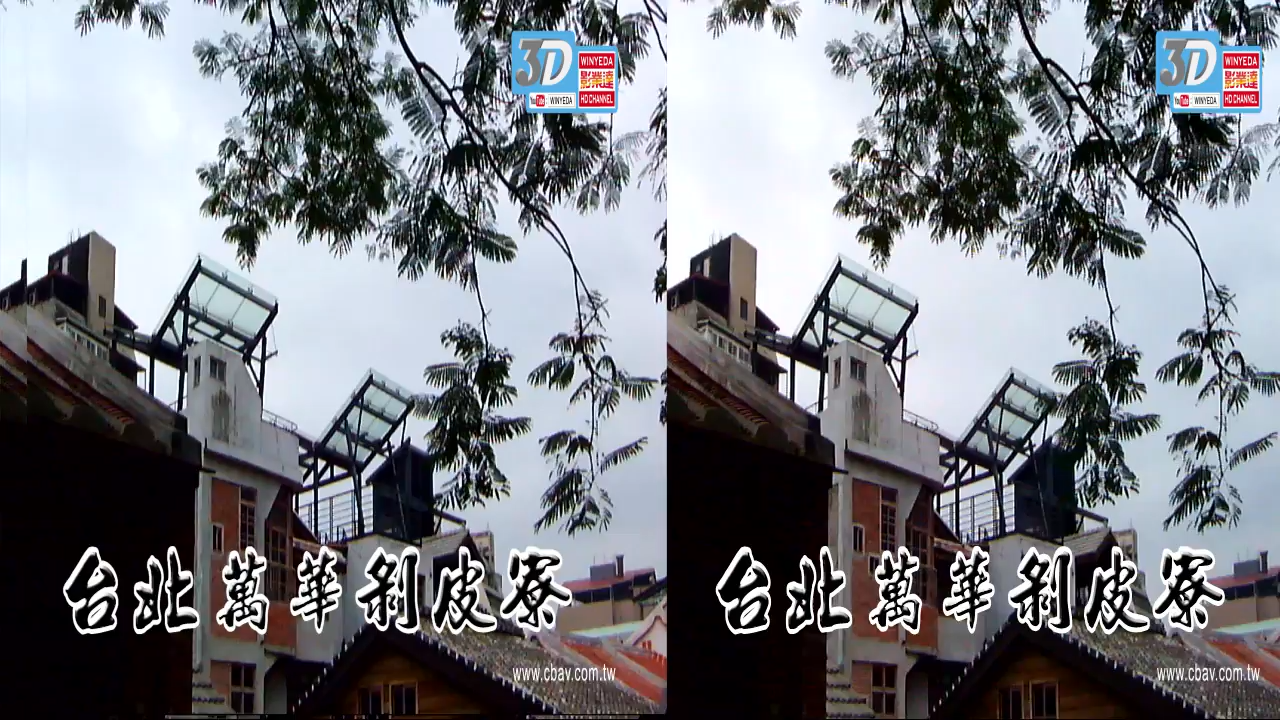 3D
WINYEDA
影業達
YouTube : WINYEDA
HD CHANNEL
3D
WINYEDA
影業達
YouTube : WINYEDA
HD CHANNEL
台北萬華剝皮寮
台北萬華剝皮寮
www.cbav.com.tw
www.cbav.com.tw